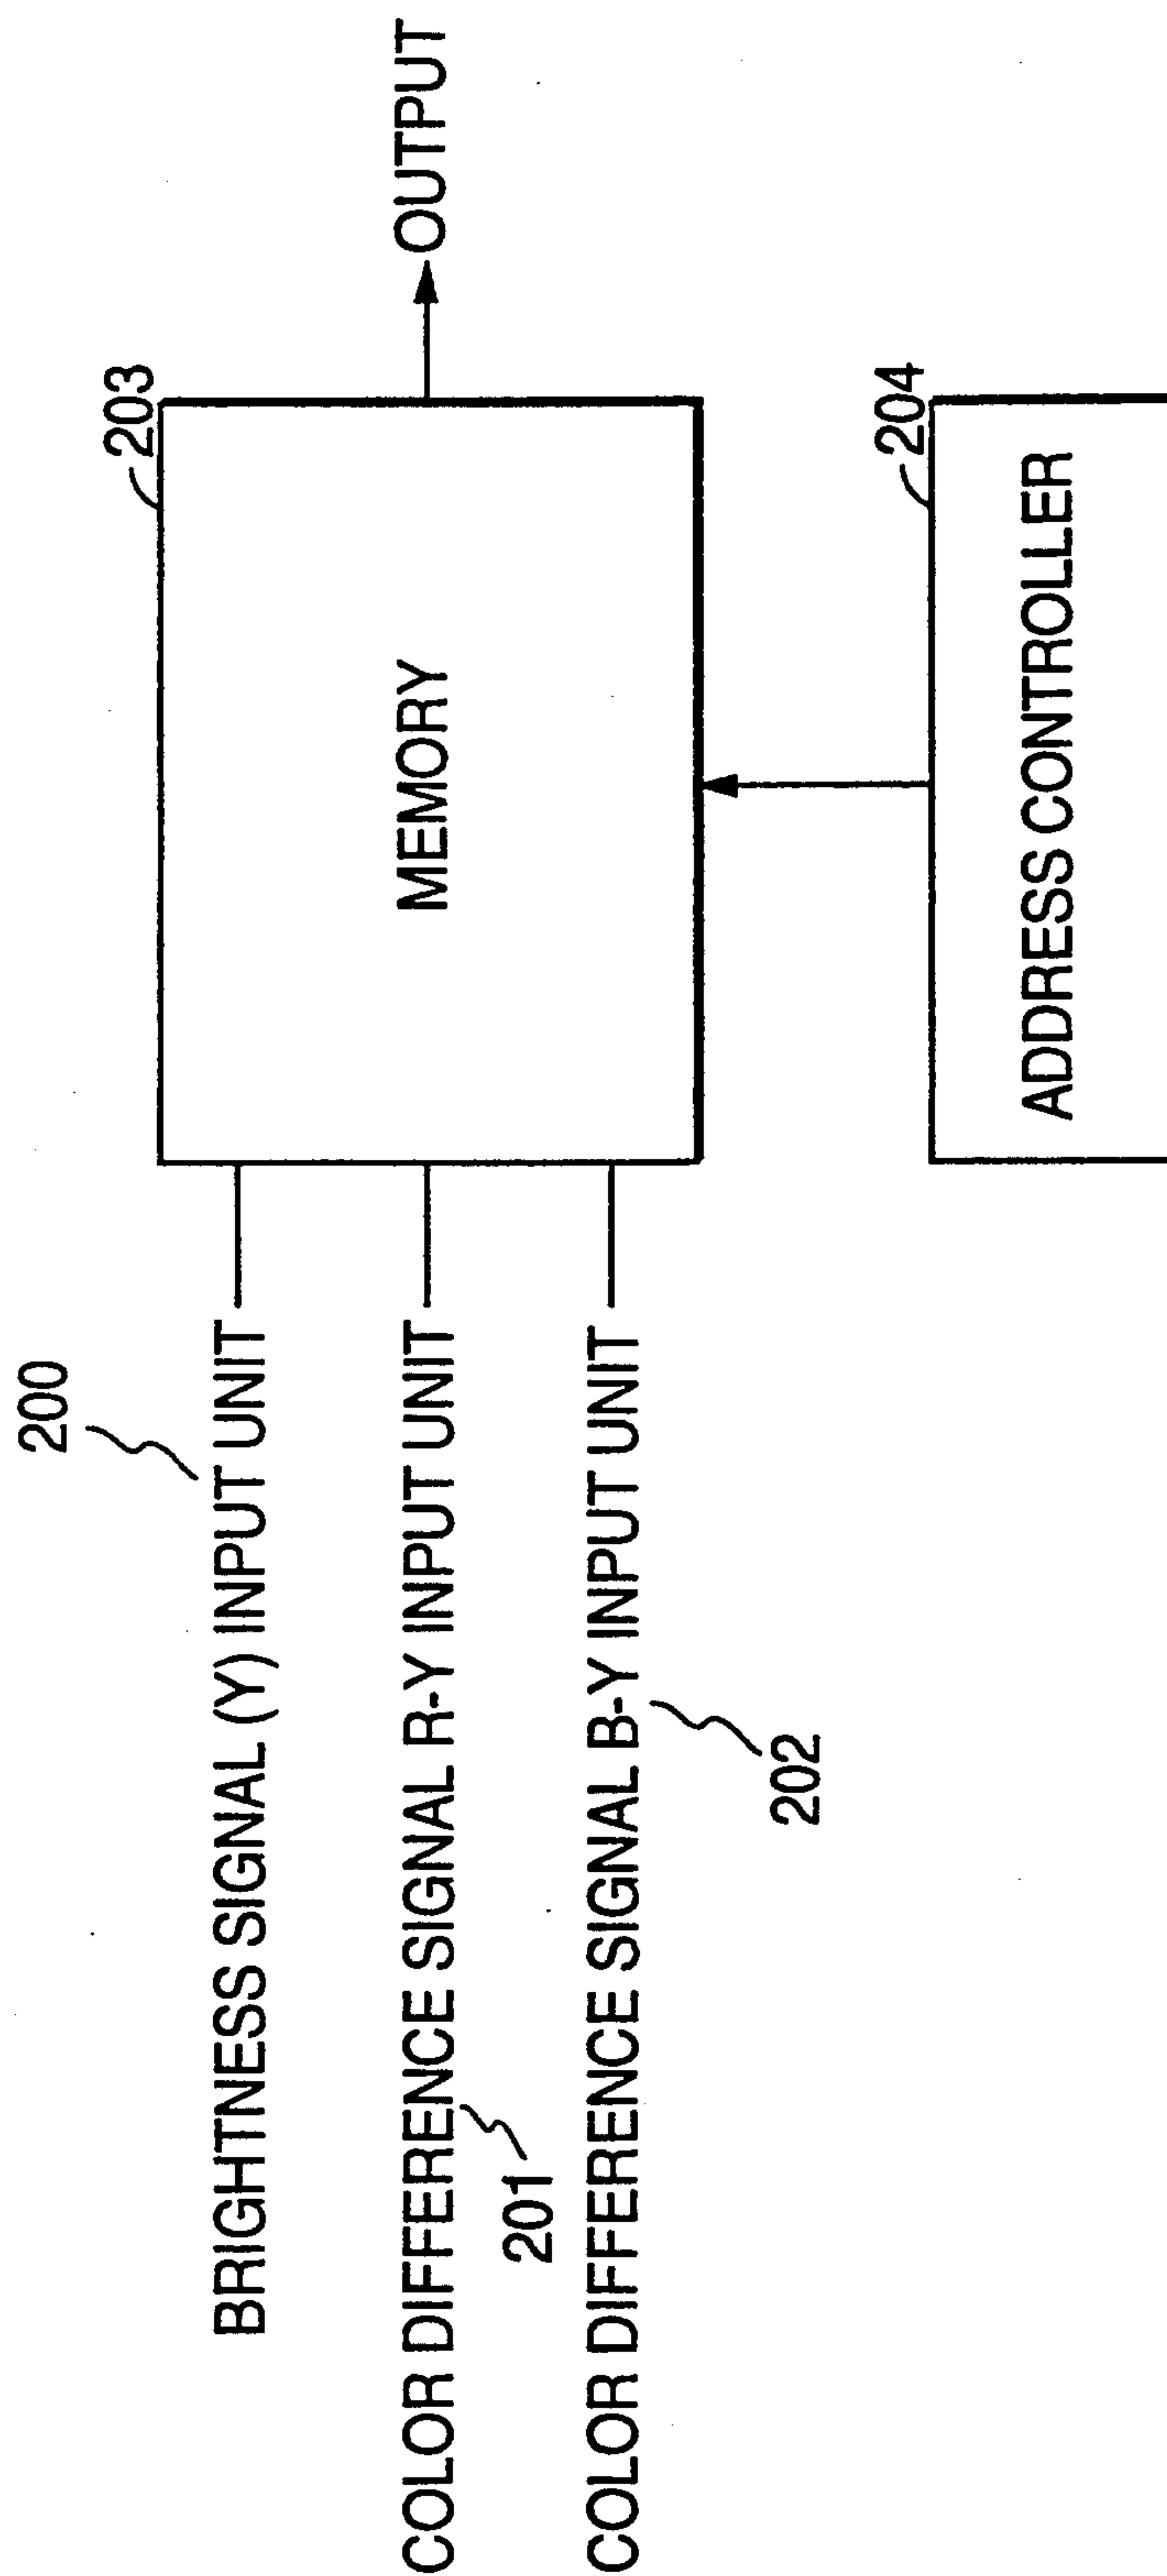 200
BRIGHTNESS SIGNAL (Y) INPUT UNIT
COLOR DIFFERENCE SIGNAL R-Y INPUT UNIT
201
COLOR DIFFERENCE SIGNAL B-Y INPUT UNIT
202
203
MEMORY
OUTPUT
204
ADDRESS CONTROLLER